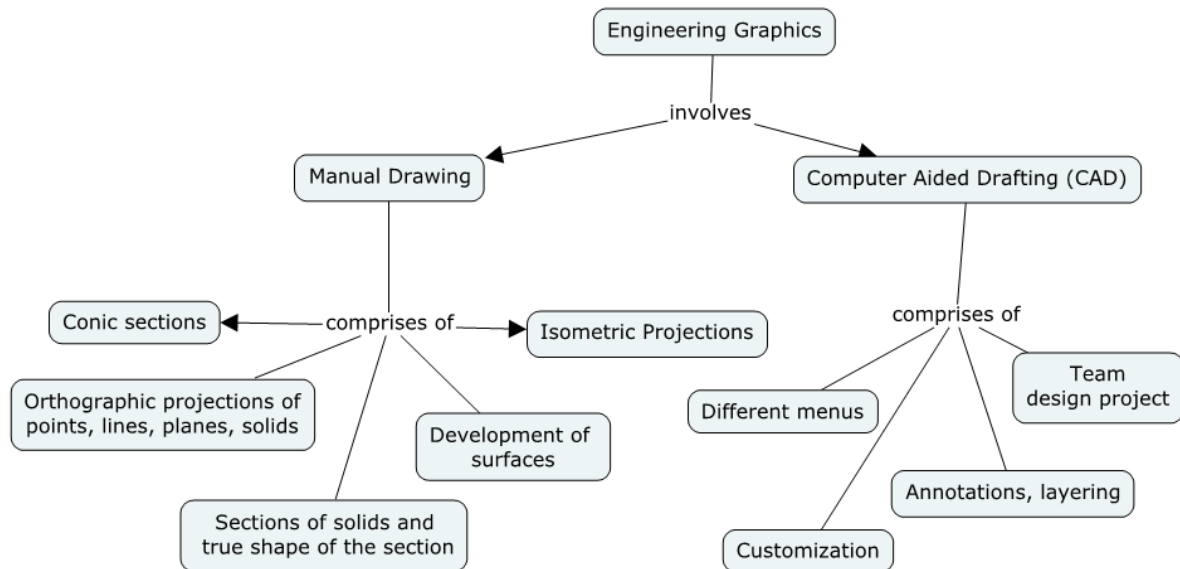 Engineering Graphics
involves
Manual Drawing
Computer Aided Drafting (CAD)
Conic sections
comprises of
Isometric Projections
comprises of
Orthographic projections of
points, lines, planes, solids
Development of
surfaces
Sections of solids and
true shape of the section
Different menus
Team
design project
Annotations, layering
Customization